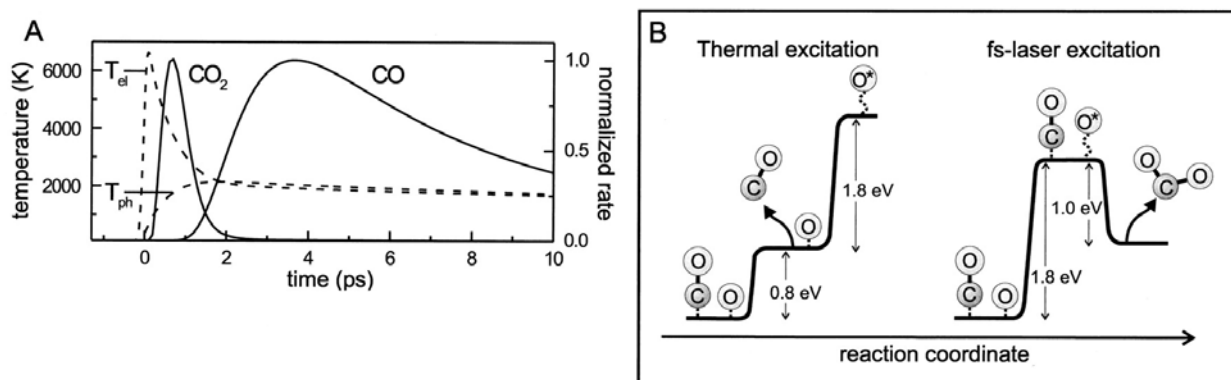 A
temperature (K)
6000
4000
2000
T_el
T_ph
CO₂
CO
1.0
0.5
0.0
normalized rate
0 2 4 6 8 10
time (ps)
B
Thermal excitation
fs-laser excitation
O*
O
C
1.8 eV
O
O
C
O
0.8 eV
O
C
O*
O
C
O
1.0 eV
O
C
O
1.8 eV
reaction coordinate